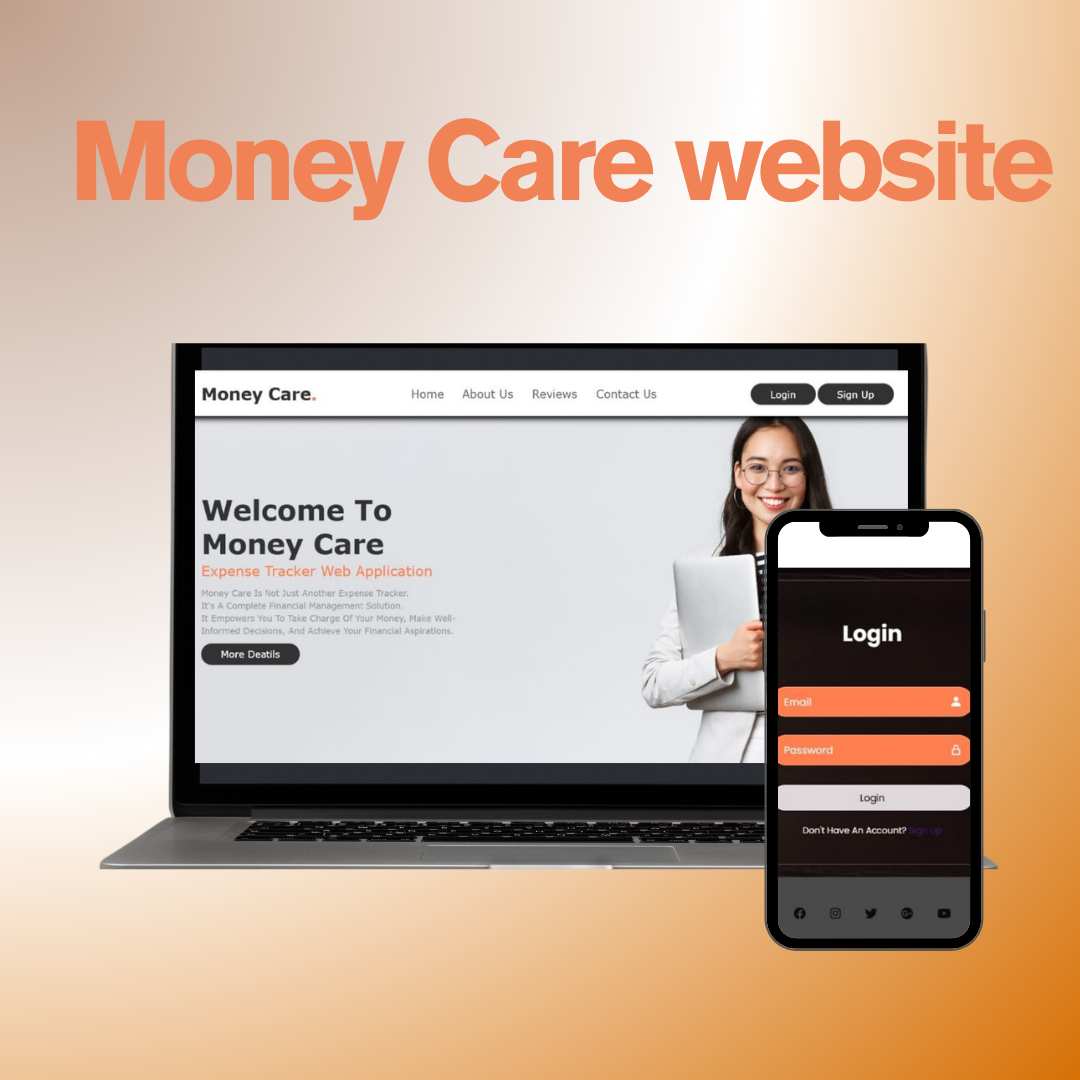 Money Care website
Money Care.
Home About Us Reviews Contact Us
Login Sign Up
Welcome To
Money Care
Expense Tracker Web Application
Money Care Is Not Just Another Expense Tracker.
It's A Complete Financial Management Solution.
It Empowers You To Take Charge Of Your Money, Make Well-
Informed Decisions, And Achieve Your Financial Aspirations.
More Deatils
Login
Email
Password
Login
Don't Have An Account? Sign Up